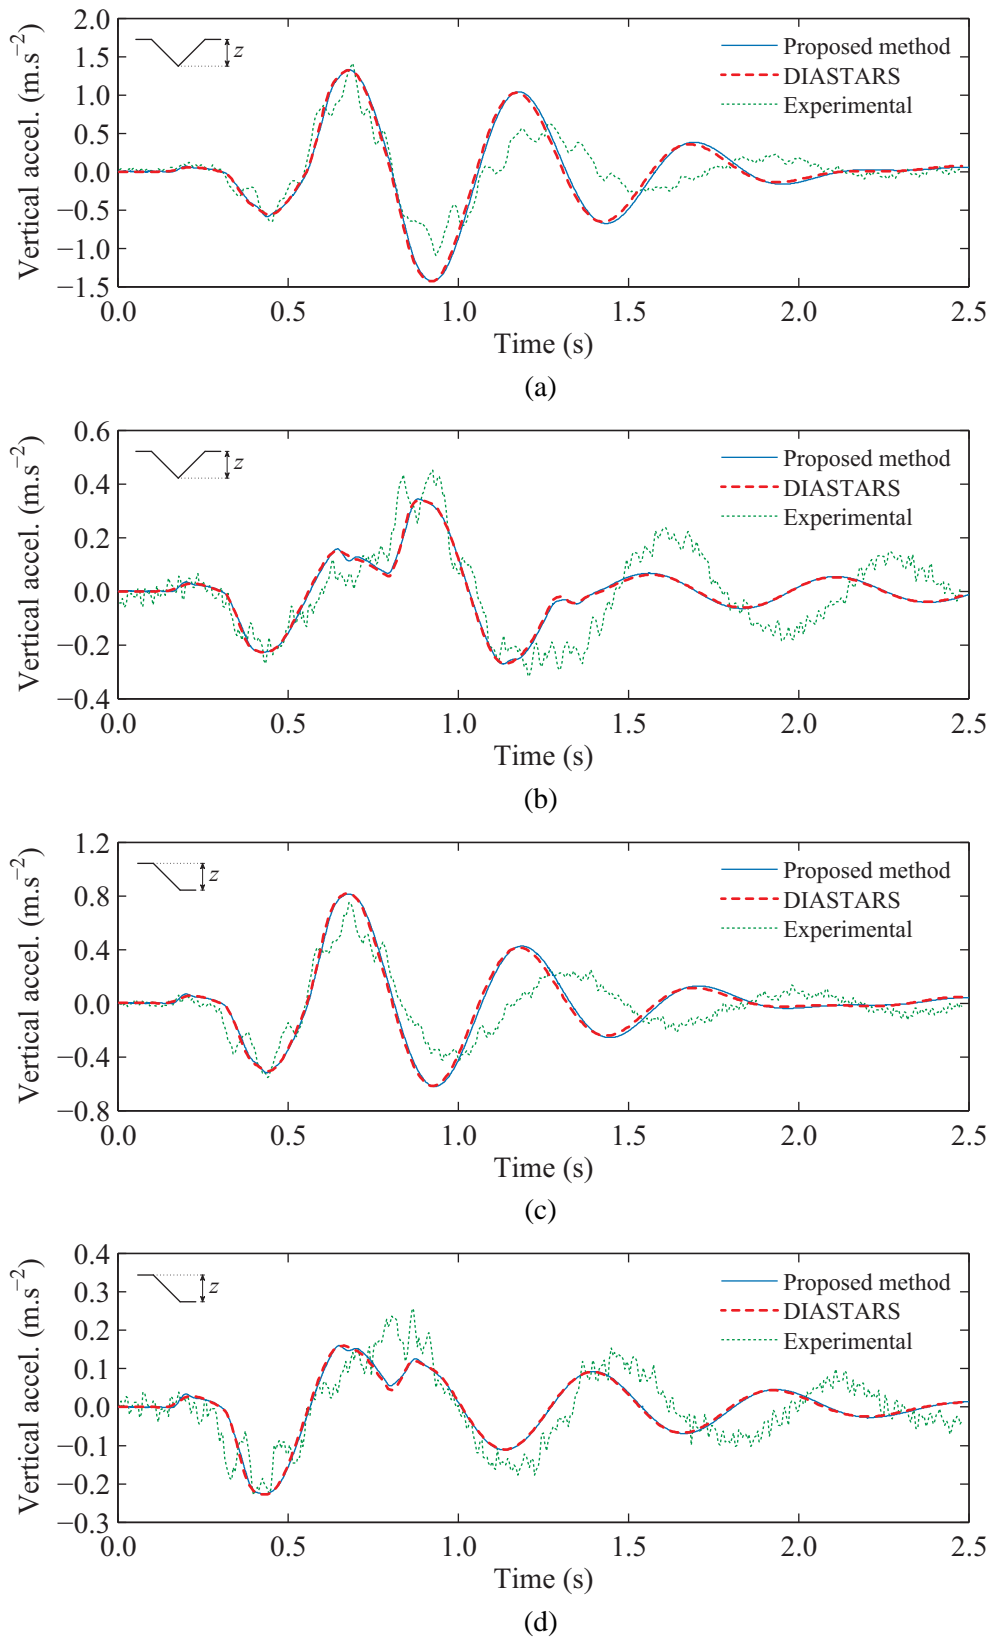 2.0
1.5
1.0
0.5
0.0
−0.5
−1.0
−1.5
Vertical accel. (m.s−2)
z
Proposed method
DIASTARS
Experimental
0.0 0.5 1.0 1.5 2.0 2.5
Time (s)
(a)
0.6
0.4
0.2
0.0
−0.2
−0.4
Vertical accel. (m.s−2)
z
Proposed method
DIASTARS
Experimental
0.0 0.5 1.0 1.5 2.0 2.5
Time (s)
(b)
1.2
0.8
0.4
0.0
−0.4
−0.8
Vertical accel. (m.s−2)
z
Proposed method
DIASTARS
Experimental
0.0 0.5 1.0 1.5 2.0 2.5
Time (s)
(c)
0.4
0.3
0.2
0.1
0.0
−0.1
−0.2
−0.3
Vertical accel. (m.s−2)
z
Proposed method
DIASTARS
Experimental
0.0 0.5 1.0 1.5 2.0 2.5
Time (s)
(d)